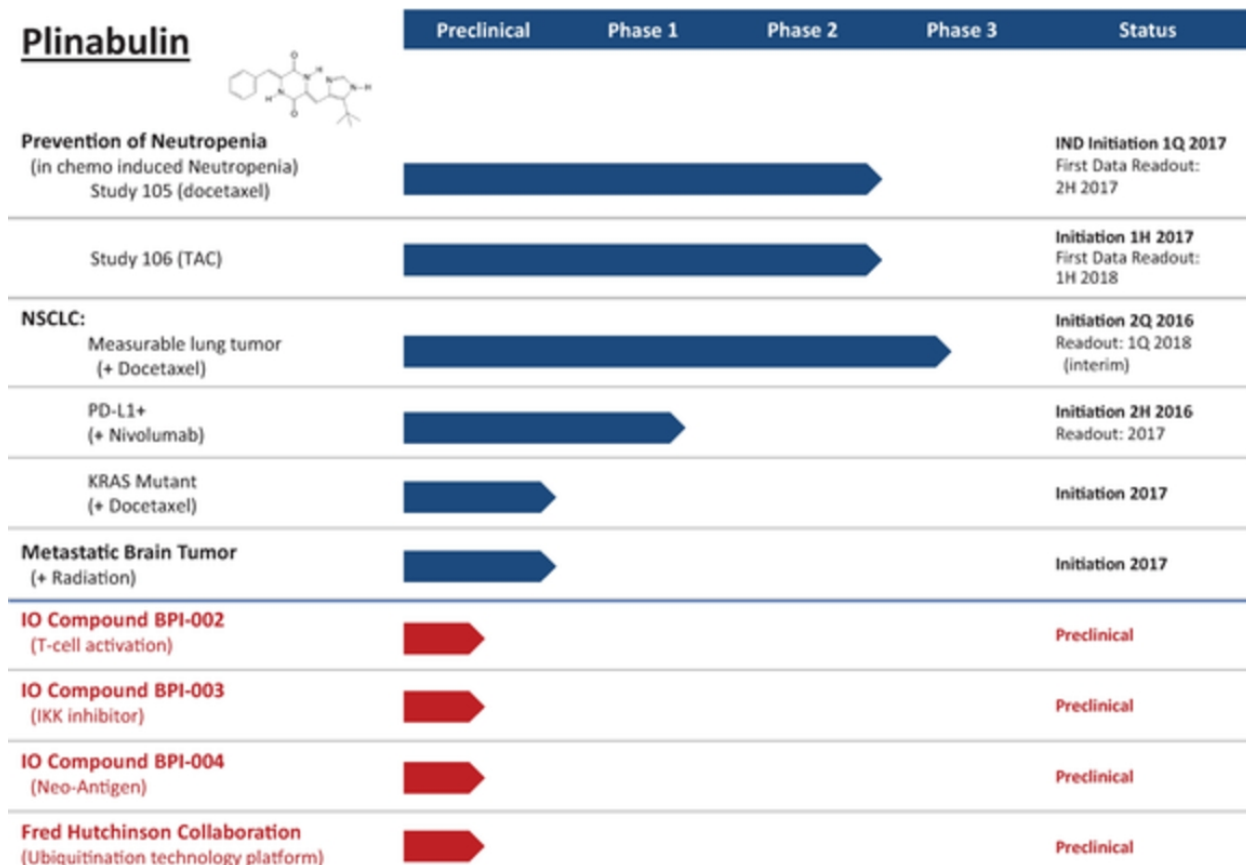 Plinabulin
Preclinical Phase 1 Phase 2 Phase 3 Status
O
N H N
N-H
H N
O
Prevention of Neutropenia
(in chemo induced Neutropenia)
Study 105 (docetaxel)
IND Initiation 1Q 2017
First Data Readout:
2H 2017
Study 106 (TAC)
Initiation 1H 2017
First Data Readout:
1H 2018
NSCLC:
Measurable lung tumor
(+ Docetaxel)
Initiation 2Q 2016
Readout: 1Q 2018
(interim)
PD-L1+
(+ Nivolumab)
Initiation 2H 2016
Readout: 2017
KRAS Mutant
(+ Docetaxel)
Initiation 2017
Metastatic Brain Tumor
(+ Radiation)
Initiation 2017
IO Compound BPI-002
(T-cell activation)
Preclinical
IO Compound BPI-003
(IKK inhibitor)
Preclinical
IO Compound BPI-004
(Neo-Antigen)
Preclinical
Fred Hutchinson Collaboration
(Ubiquitination technology platform)
Preclinical